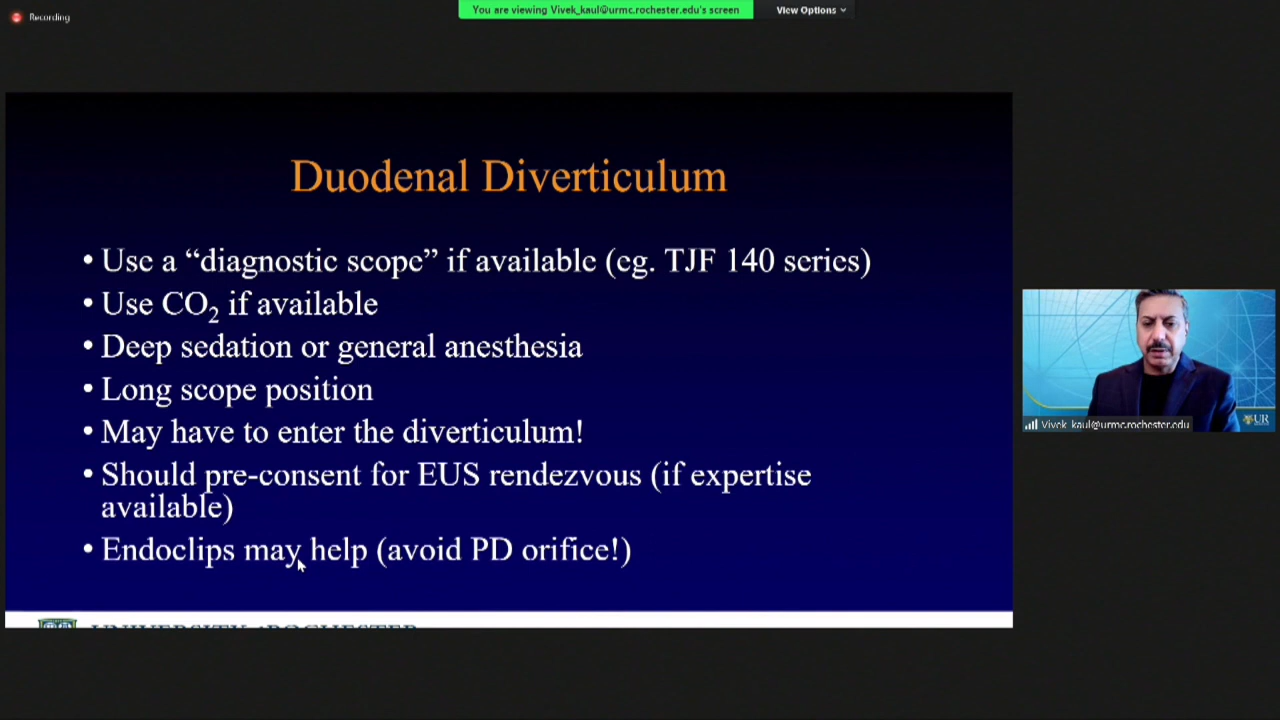 Recording
You are viewing Vivek_kaul@urmc.rochester.edu's screen
View Options
Duodenal Diverticulum
• Use a “diagnostic scope” if available (eg. TJF 140 series)
• Use CO2 if available
• Deep sedation or general anesthesia
• Long scope position
• May have to enter the diverticulum!
• Should pre-consent for EUS rendezvous (if expertise
available)
• Endoclips may help (avoid PD orifice!)
Vivek_kaul@urmc.rochester.edu
UR